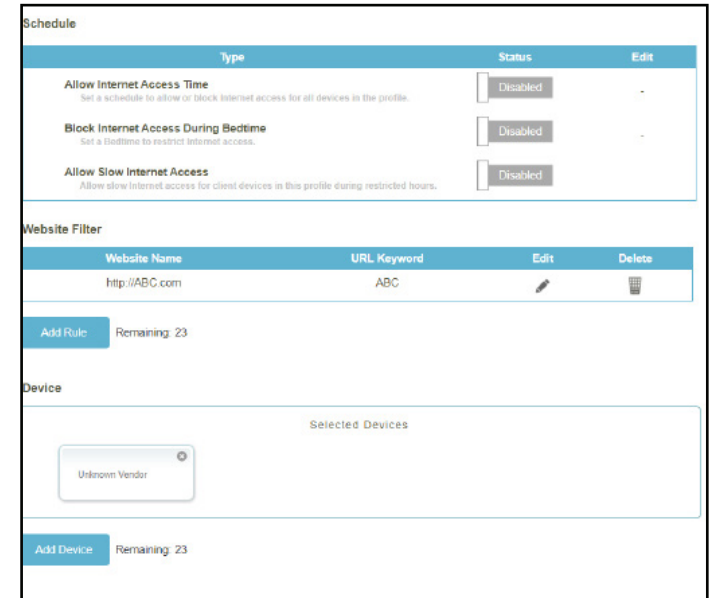 Schedule
Type Status Edit
Allow Internet Access Time Disabled -
Set a schedule to allow or block Internet access for all devices in the profile.
Block Internet Access During Bedtime Disabled -
Set a Bedtime to restrict Internet access.
Allow Slow Internet Access Disabled
Allow slow Internet access for client devices in this profile during restricted hours.
Website Filter
Website Name URL Keyword Edit Delete
http://ABC.com ABC
Add Rule Remaining: 23
Device
Selected Devices
Unknown Vendor
Add Device Remaining: 23